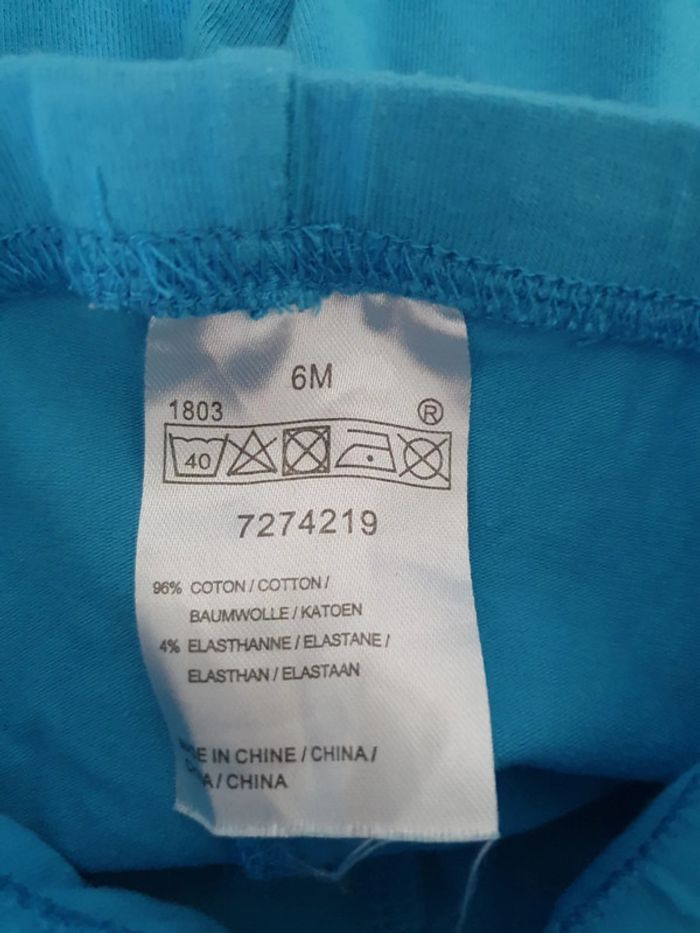 6M
1803 ®
40
7274219
96% COTON / COTTON /
BAUMWOLLE / KATOEN
4% ELASTHANNE / ELASTANE /
ELASTHAN / ELASTAAN
IN CHINE / CHINA /
/ CHINA